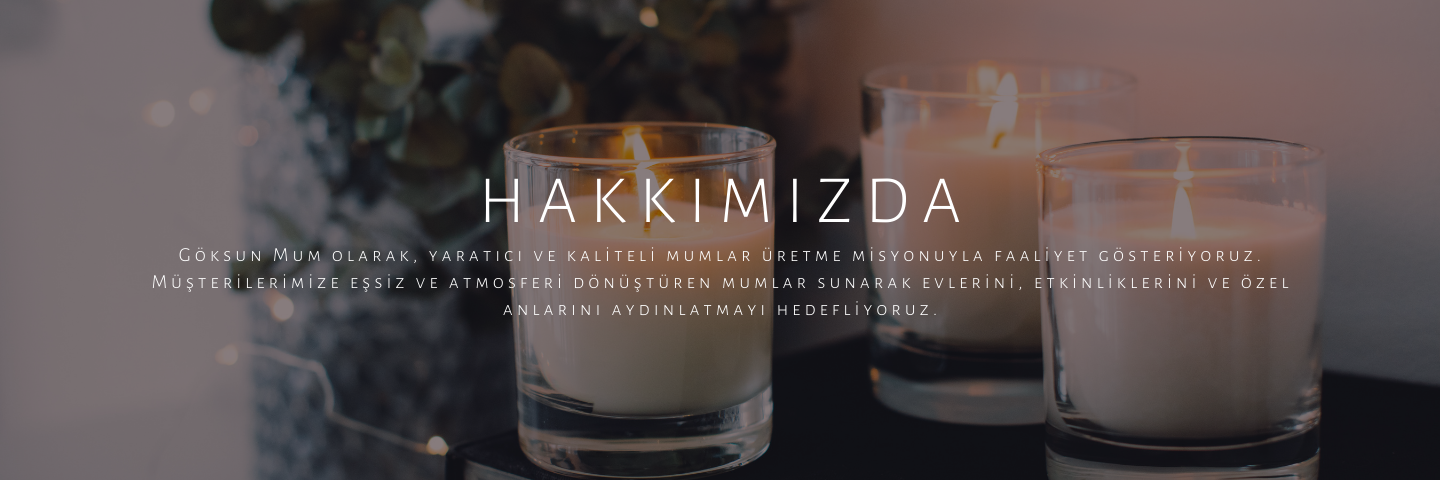 HAKKIMIZDA
Göksun Mum olarak, yaratıcı ve kaliteli mumlar üretme misyonuyla faaliyet gösteriyoruz.
Müşterilerimize eşsiz ve atmosferi dönüştüren mumlar sunarak evlerini, etkinliklerini ve özel
anlarını aydınlatmayı hedefliyoruz.